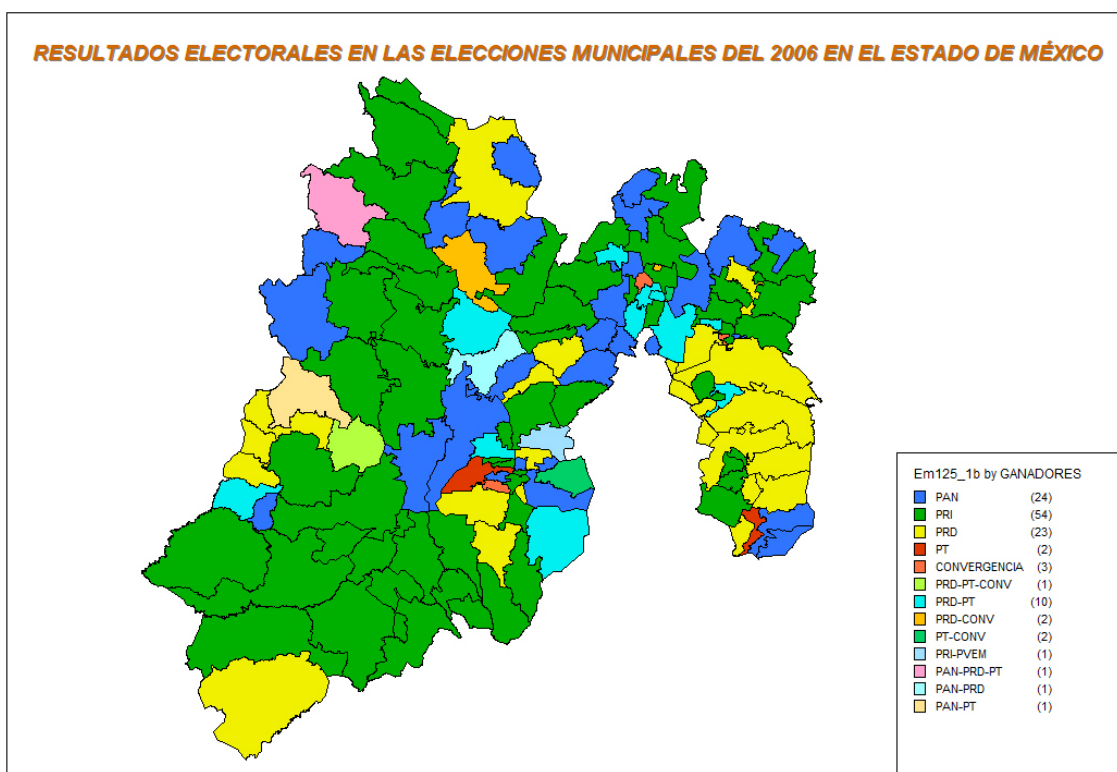 RESULTADOS ELECTORALES EN LAS ELECCIONES MUNICIPALES DEL 2006 EN EL ESTADO DE MÉXICO
Em125_1b by GANADORES
PAN (24)
PRI (54)
PRD (23)
PT (2)
CONVERGENCIA (3)
PRD-PT-CONV (1)
PRD-PT (10)
PRD-CONV (2)
PT-CONV (2)
PRI-PVEM (1)
PAN-PRD-PT (1)
PAN-PRD (1)
PAN-PT (1)